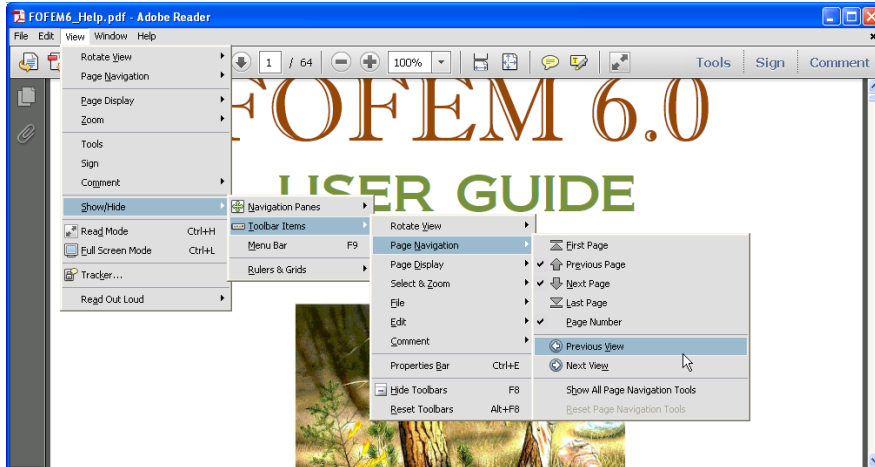 FOFEM6_Help.pdf - Adobe Reader
File Edit View Window Help
1 / 64 100% Tools Sign Comment
Rotate View
Page Navigation
Page Display
Zoom
Tools
Sign
Comment
Show/Hide
Read Mode Ctrl+H
Full Screen Mode Ctrl+L
Tracker...
Read Out Loud
Navigation Panes
Toolbar Items
Menu Bar F9
Rulers & Grids
Rotate View
Page Navigation
Page Display
Select & Zoom
File
Edit
Comment
Properties Bar Ctrl+E
Hide Toolbars F8
Reset Toolbars Alt+F8
First Page
Previous Page
Next Page
Last Page
Page Number
Previous View
Next View
Show All Page Navigation Tools
Reset Page Navigation Tools
FOFEM 6.0
USER GUIDE